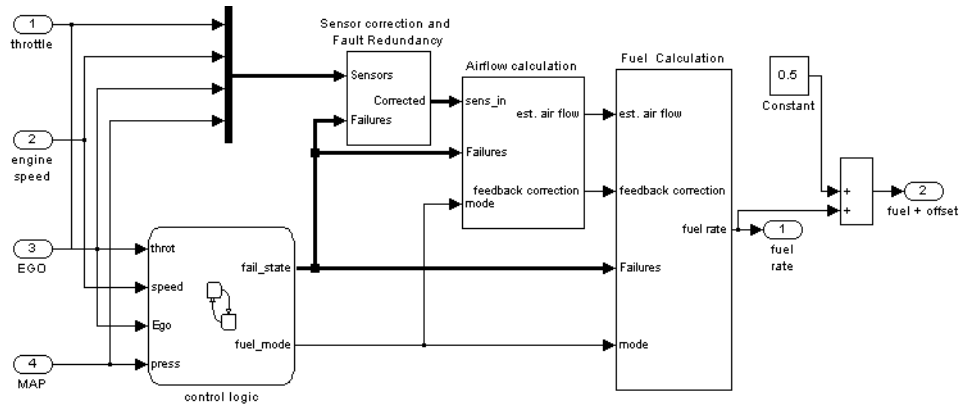 1
throttle
2
engine
speed
3
EGO
4
MAP
Sensor correction and
Fault Redundancy
Sensors
Corrected
Failures
Airflow calculation
sens_in
est. air flow
Failures
feedback correction
mode
Fuel Calculation
est. air flow
feedback correction
fuel rate
Failures
mode
throt
fail_state
speed
Ego
fuel_mode
press
control logic
0.5
Constant
+
+
2
fuel + offset
1
fuel
rate